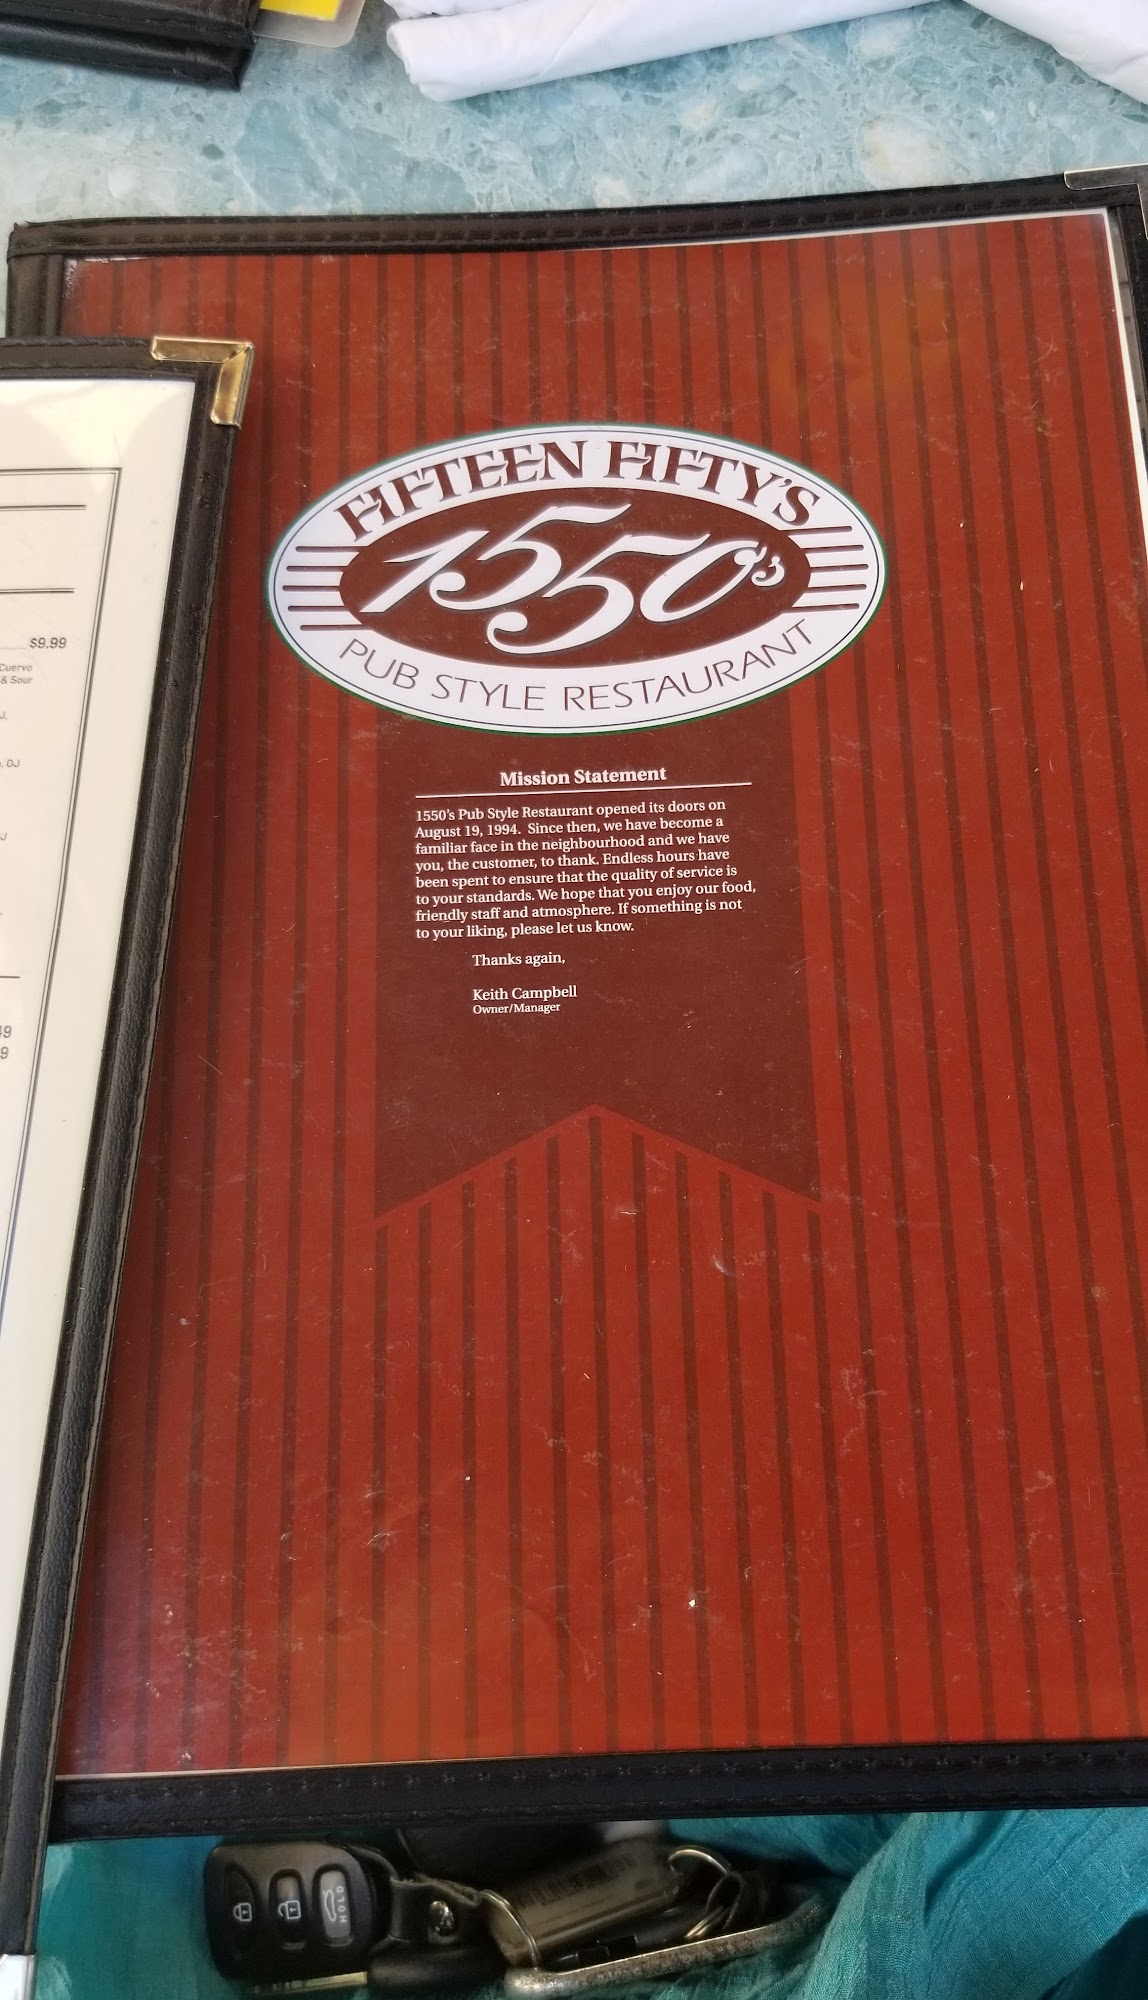 FIFTEEN FIFTY'S
1550's
PUB STYLE RESTAURANT
Mission Statement
1550's Pub Style Restaurant opened its doors on
August 19, 1994. Since then, we have become a
familiar face in the neighbourhood and we have
you, the customer, to thank. Endless hours have
been spent to ensure that the quality of service is
to your standards. We hope that you enjoy our food,
friendly staff and atmosphere. If something is not
to your liking, please let us know.
Thanks again,
Keith Campbell
Owner/Manager
$9.99
Cuervo
& Sour
OJ
HOLD